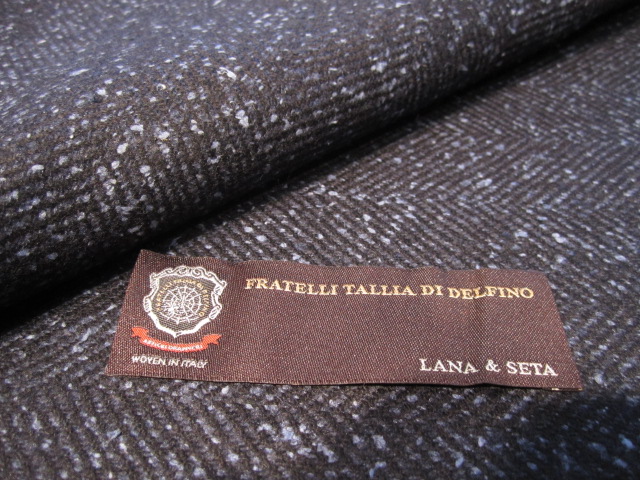 FRATELLI TALLIA DI DELFINO
WOVEN IN ITALY
LANA & SETA